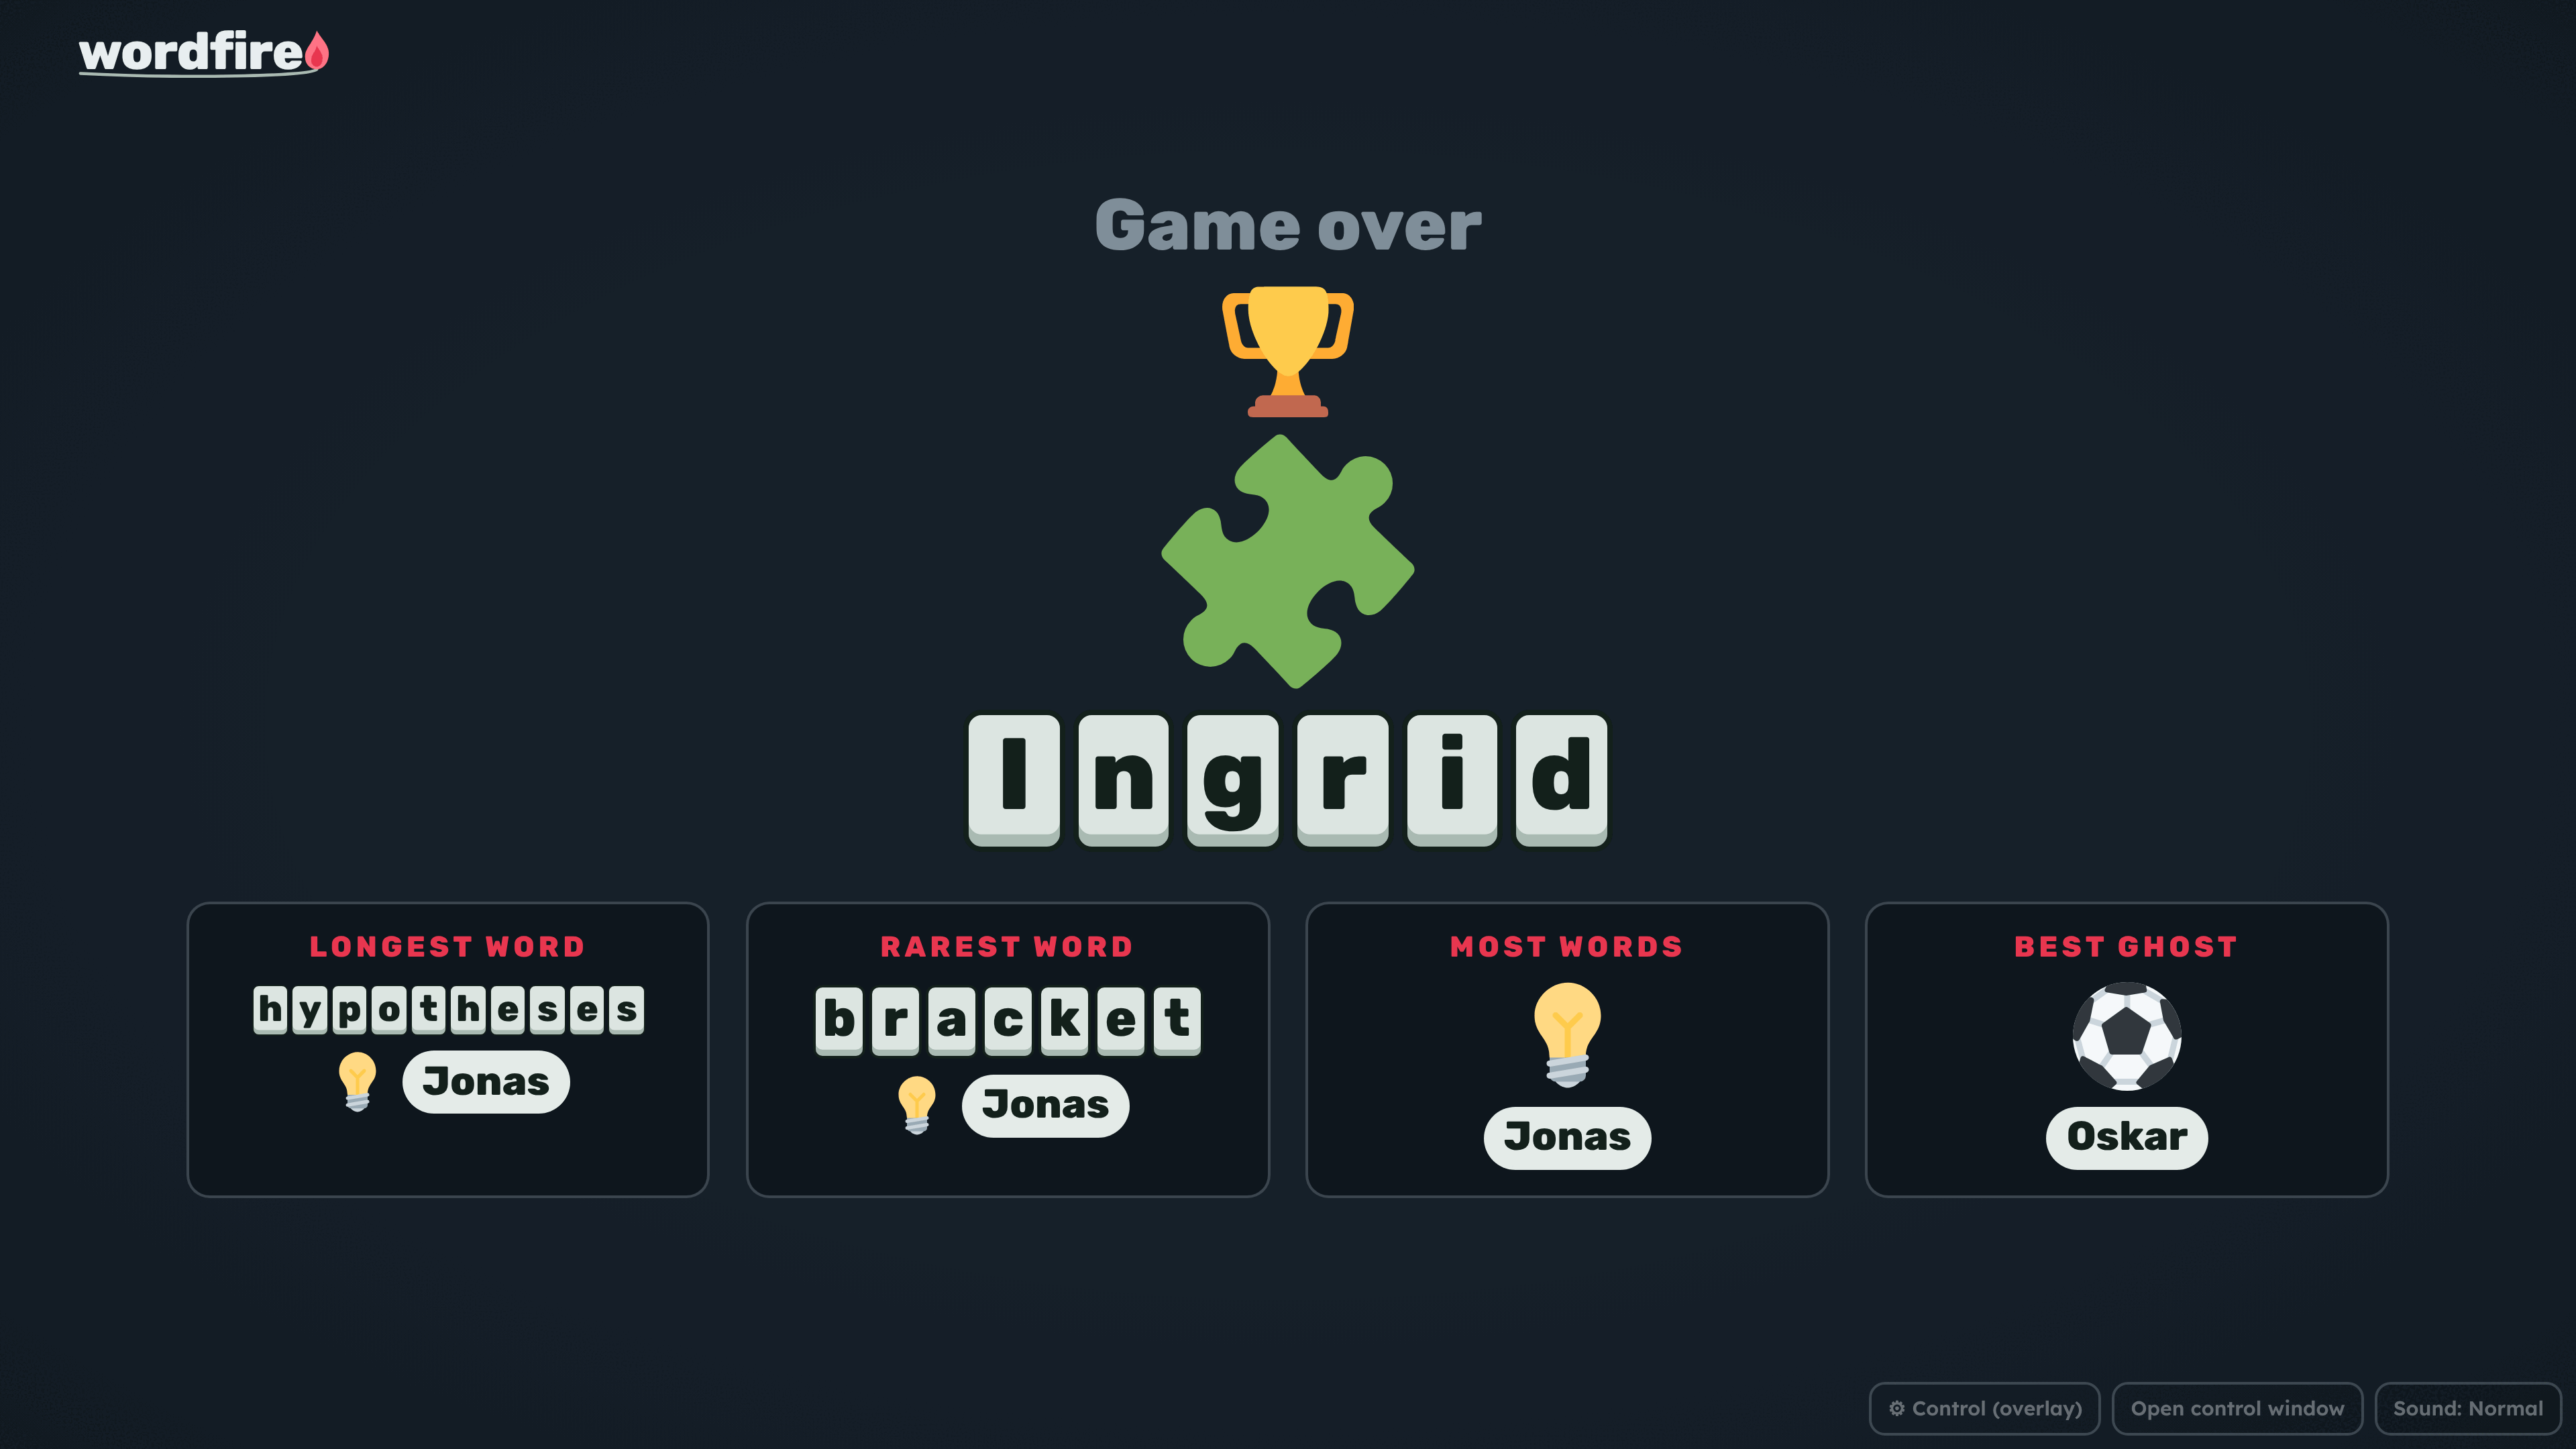 wordfire
Game over
Ingrid
LONGEST WORD
hypotheses
Jonas
RAREST WORD
bracket
Jonas
MOST WORDS
Jonas
BEST GHOST
Oskar
⚙ Control (overlay)
Open control window
Sound: Normal